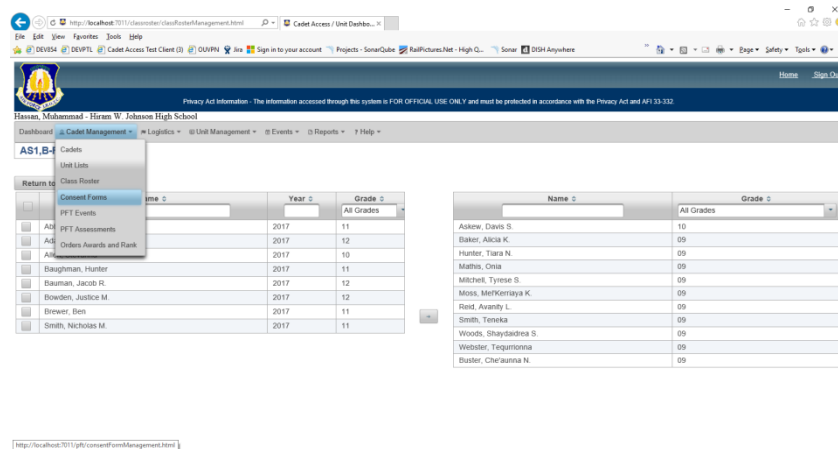 http://localhost:7011/classroster/classRosterManagement.html
Cadet Access / Unit Dashbo...
File Edit View Favorites Tools Help
DEV854 DEVPTL Cadet Access Test Client (3) OUVPN Jira Sign in to your account Projects - SonarQube RailPictures.Net - High Q... Sonar DISH Anywhere Page Safety Tools
Home Sign Ou
Privacy Act Information - The information accessed through this system is FOR OFFICIAL USE ONLY and must be protected in accordance with the Privacy Act and AFI 33-332.
Hassan, Muhammad - Hiram W. Johnson High School
Dashboard Cadet Management Logistics Unit Management Events Reports ? Help
AS1,B-
Cadets
Unit Lists
Class Roster
Consent Forms
PFT Events
PFT Assessments
Orders Awards and Rank
Return to
me Year Grade
All Grades
Name Grade
All Grades
2017 11
Ad 2017 12
2017 10
Baughman, Hunter 2017 11
Bauman, Jacob R. 2017 12
Bowden, Justice M. 2017 12
Brewer, Ben 2017 11
Smith, Nicholas M. 2017 11
Askew, Davis S. 10
Baker, Alicia K. 09
Hunter, Tiara N. 09
Mathis, Onia 09
Mitchell, Tyrese S. 09
Moss, Mel'Kerriaya K. 09
Reid, Avanity L. 09
Smith, Teneka 09
Woods, Shaydaidrea S. 09
Webster, Tequrrionna 09
Buster, Che'aunna N. 09
http://localhost:7011/pft/consentFormManagement.html